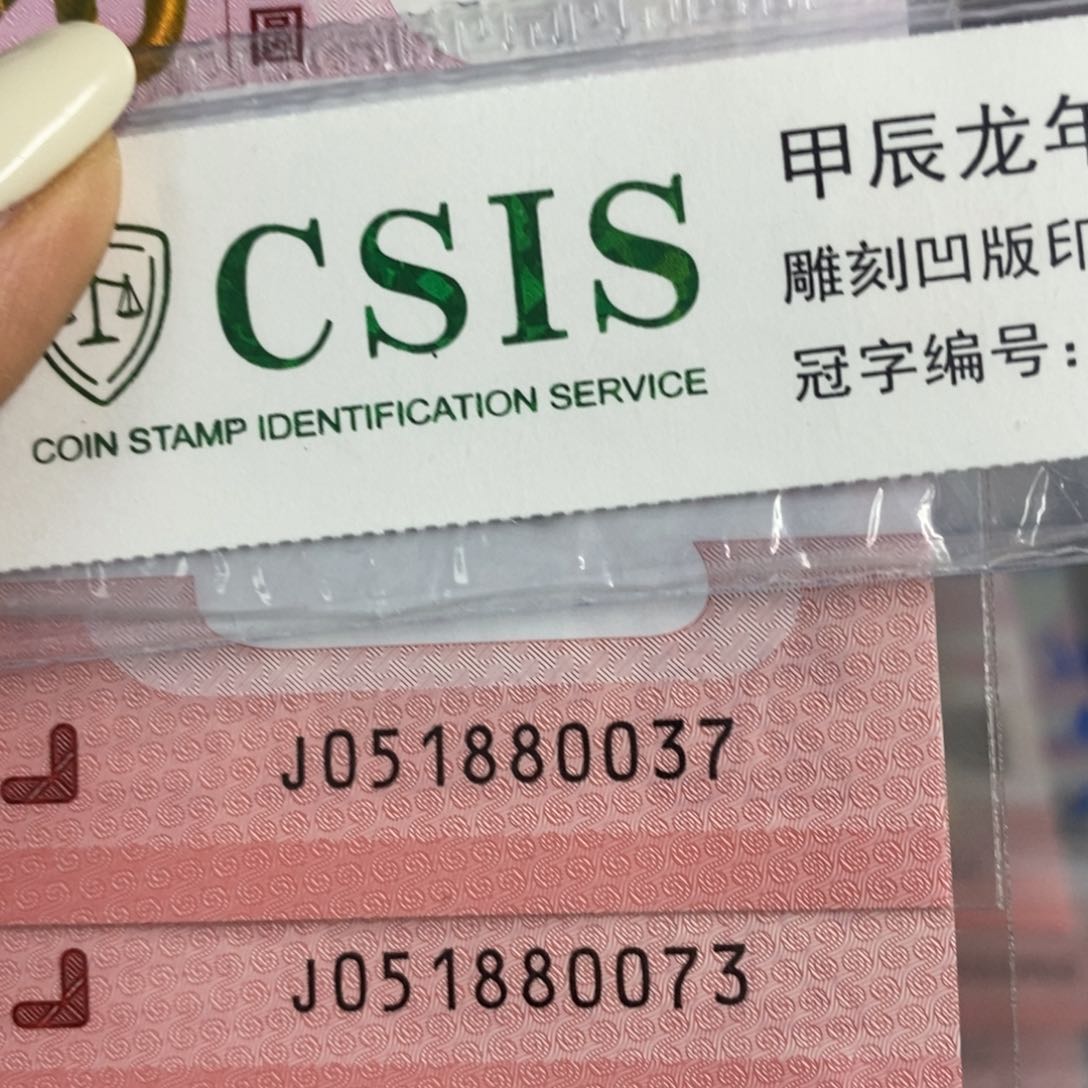 圓
CSIS
COIN STAMP IDENTIFICATION SERVICE
甲辰龙年
雕刻凹版印
冠字编号：
J051880037
J051880073